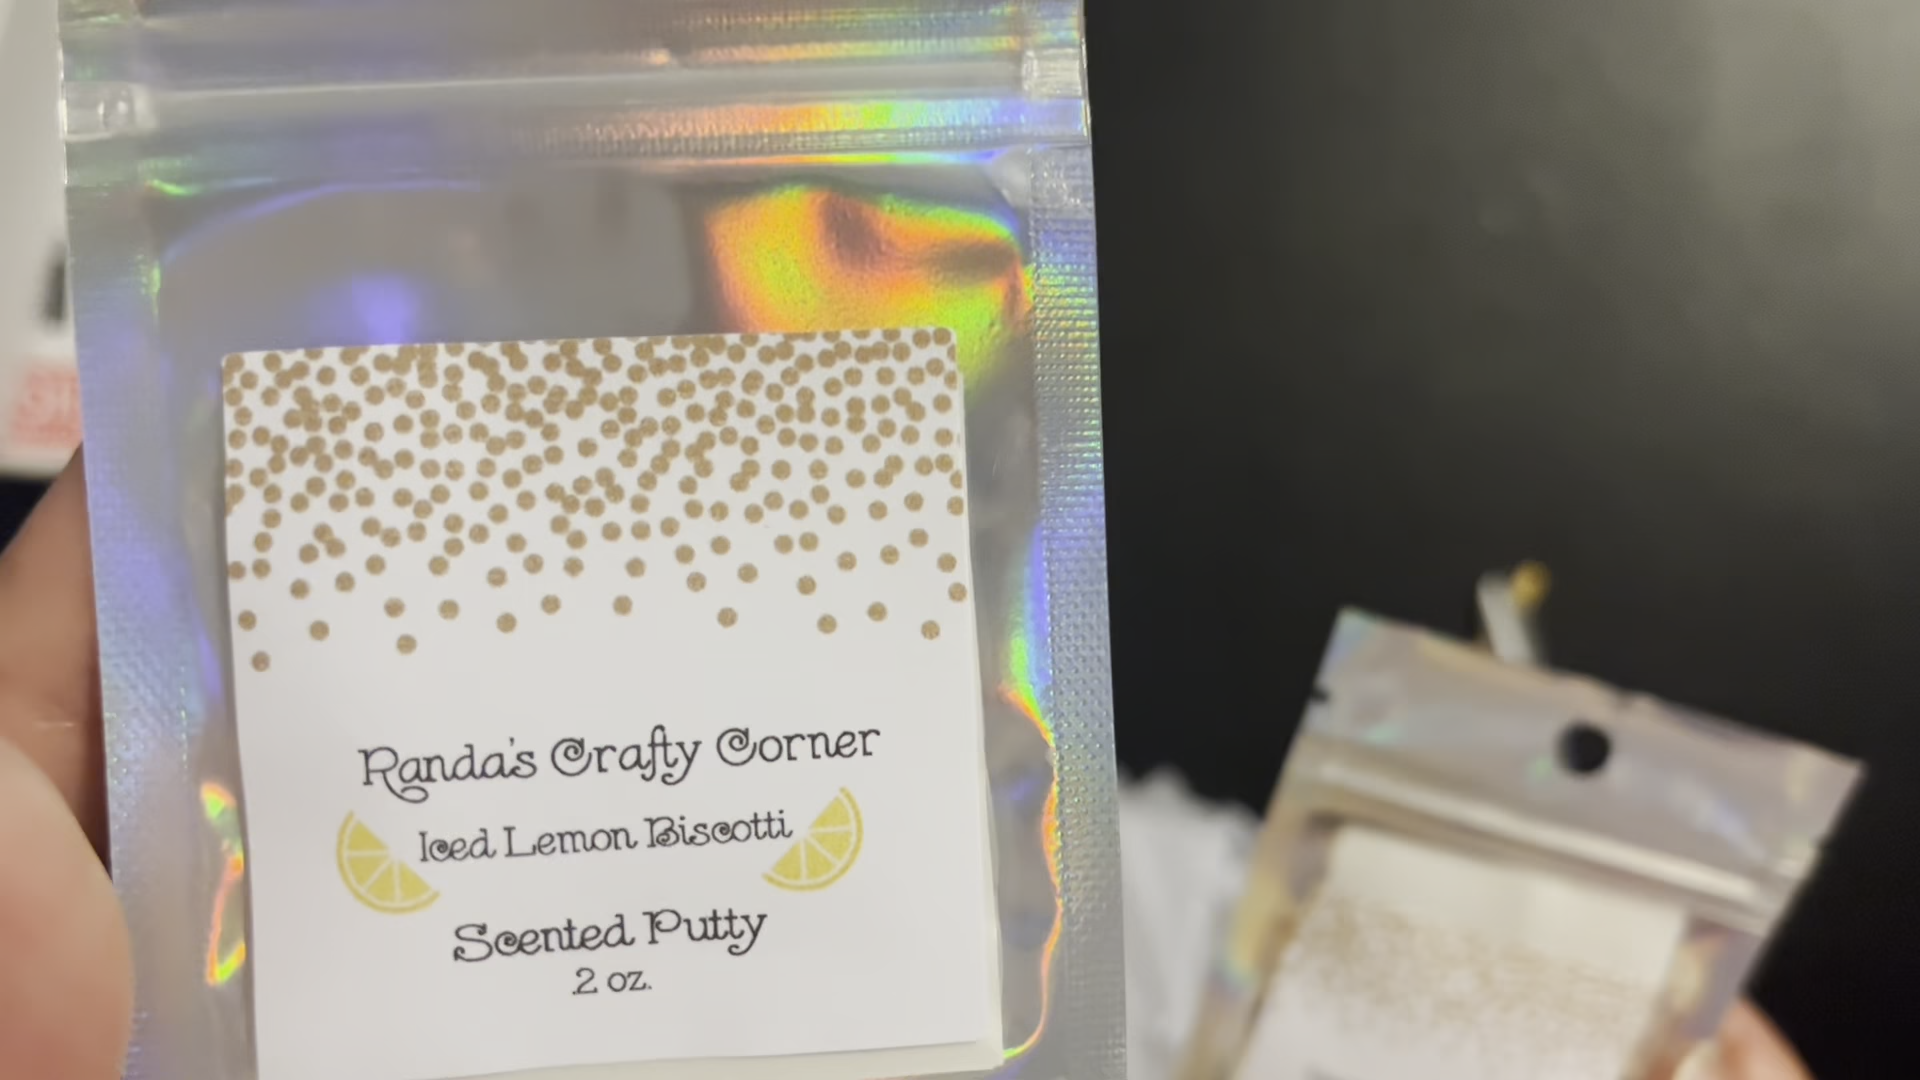 Randa's Crafty Corner
Iced Lemon Biscotti
Scented Putty
.2 oz.